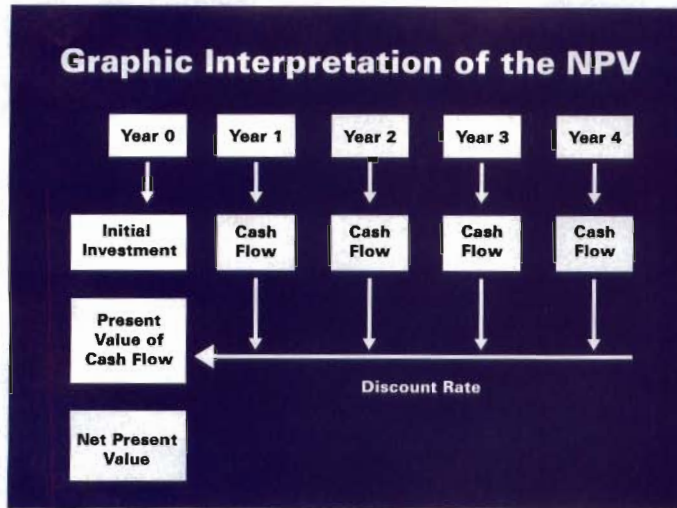 Graphic Interpretation of the NPV
Year 0
Year 1
Year 2
Year 3
Year 4
Initial
Investment
Cash
Flow
Cash
Flow
Cash
Flow
Cash
Flow
Present
Value of
Cash Flow
Discount Rate
Net Present
Value